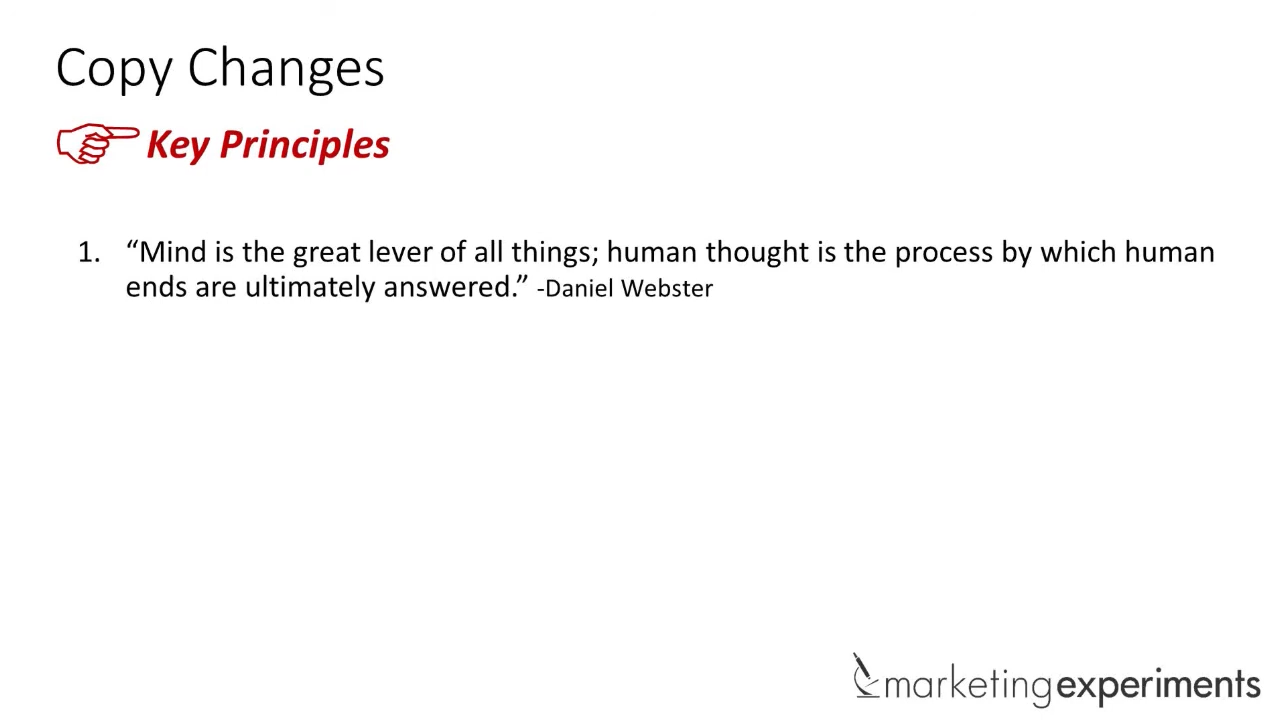 Copy Changes
Key Principles
1. “Mind is the great lever of all things; human thought is the process by which human
ends are ultimately answered.” -Daniel Webster
marketingexperiments